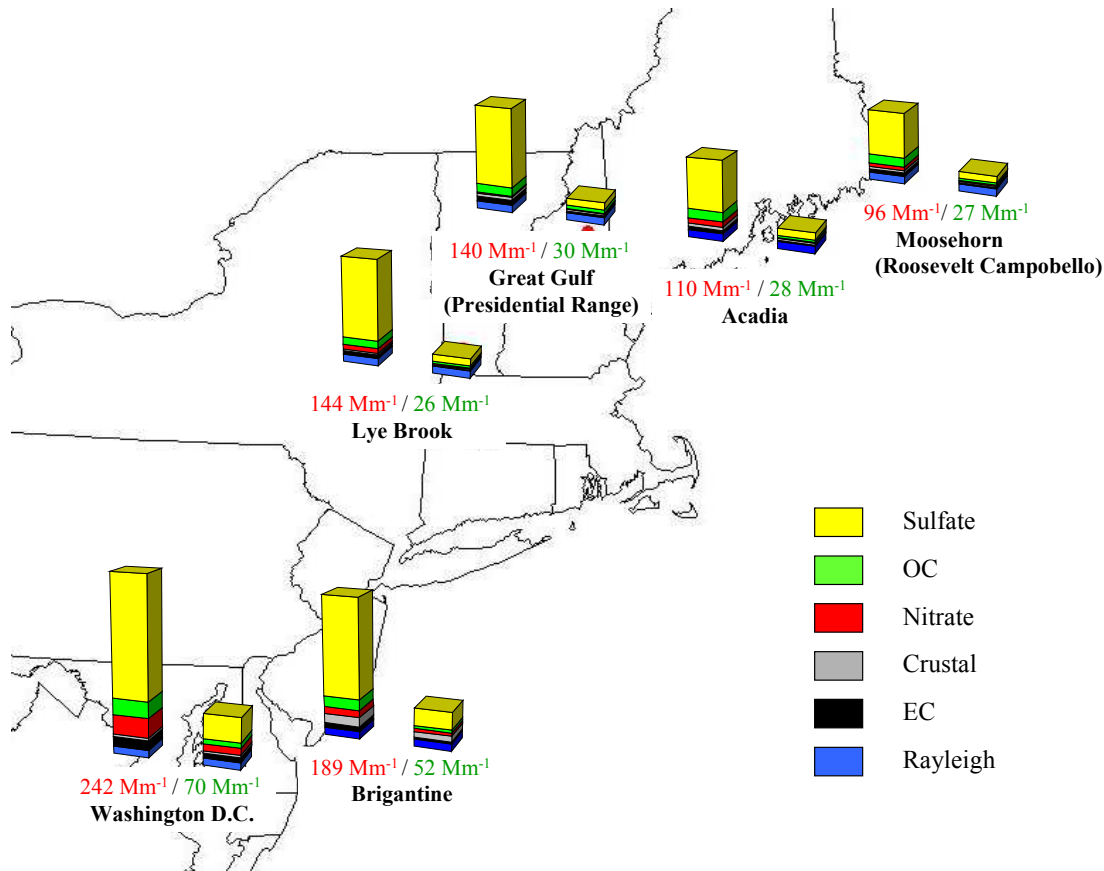 140 Mm⁻¹ / 30 Mm⁻¹
Great Gulf
(Presidential Range)
96 Mm⁻¹/ 27 Mm⁻¹
Moosehorn
(Roosevelt Campobello)
110 Mm⁻¹ / 28 Mm⁻¹
Acadia
144 Mm⁻¹ / 26 Mm⁻¹
Lye Brook
242 Mm⁻¹ / 70 Mm⁻¹
Washington D.C.
189 Mm⁻¹ / 52 Mm⁻¹
Brigantine
Sulfate
OC
Nitrate
Crustal
EC
Rayleigh